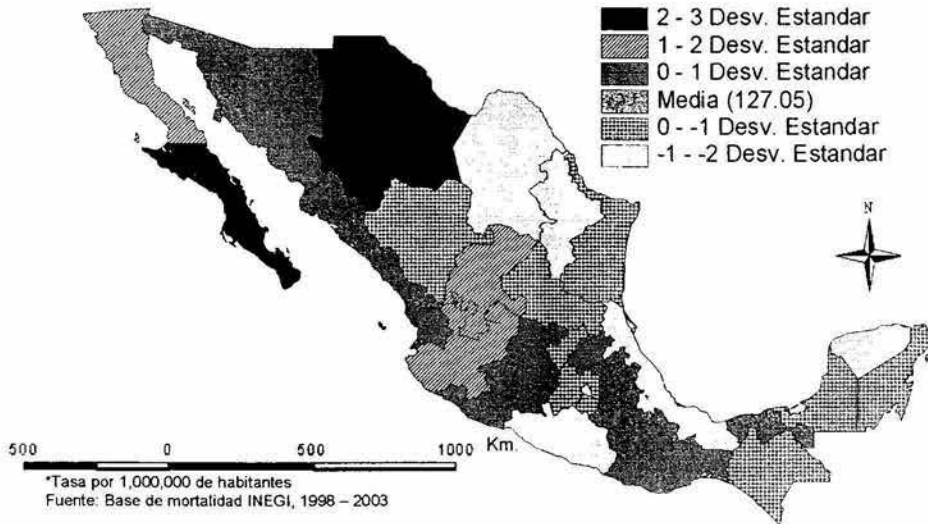 2 - 3 Desv. Estandar
1 - 2 Desv. Estandar
0 - 1 Desv. Estandar
Media (127.05)
0 - -1 Desv. Estandar
-1 - -2 Desv. Estandar
N
500 0 500 1000 Km.
*Tasa por 1,000,000 de habitantes
Fuente: Base de mortalidad INEGI, 1998 – 2003